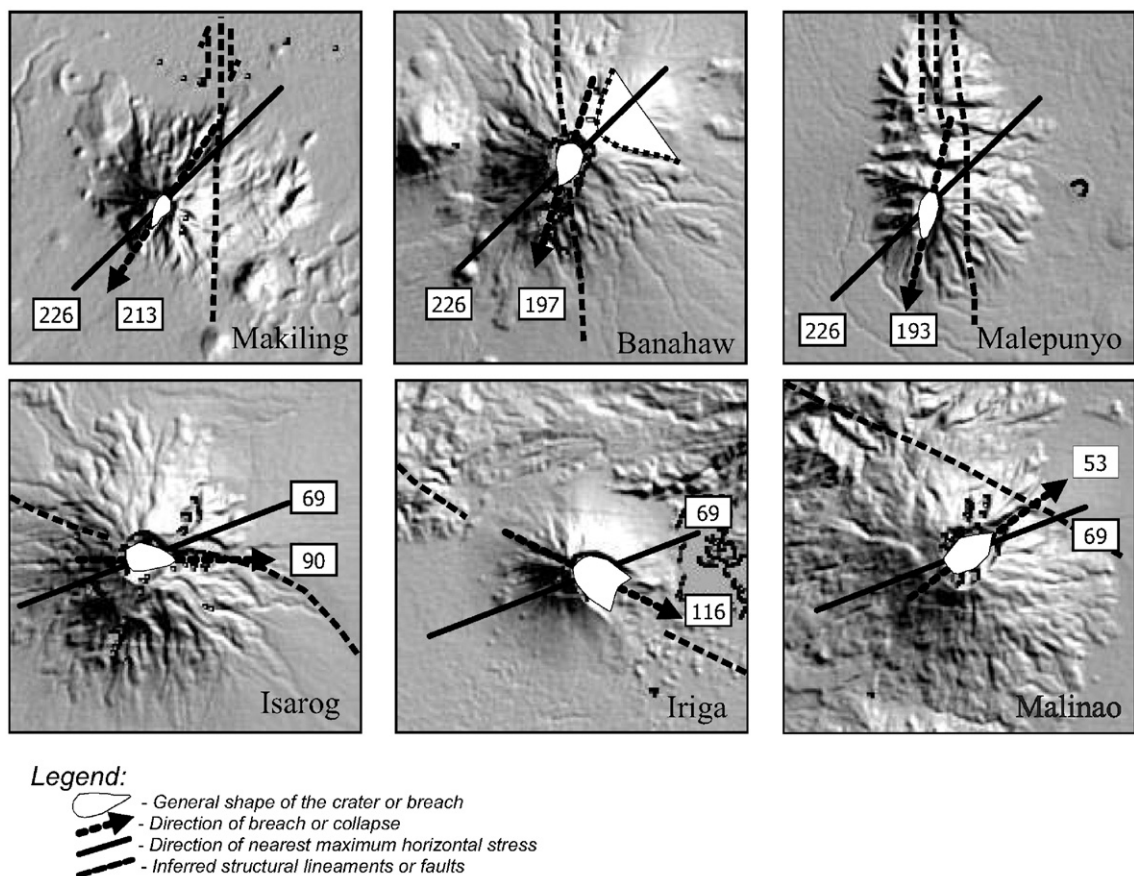 226
213
Makiling
226
197
Banahaw
226
193
Malepunyo
69
90
Isarog
69
116
Iriga
53
69
Malinao
Legend:
- General shape of the crater or breach
- Direction of breach or collapse
- Direction of nearest maximum horizontal stress
- Inferred structural lineaments or faults